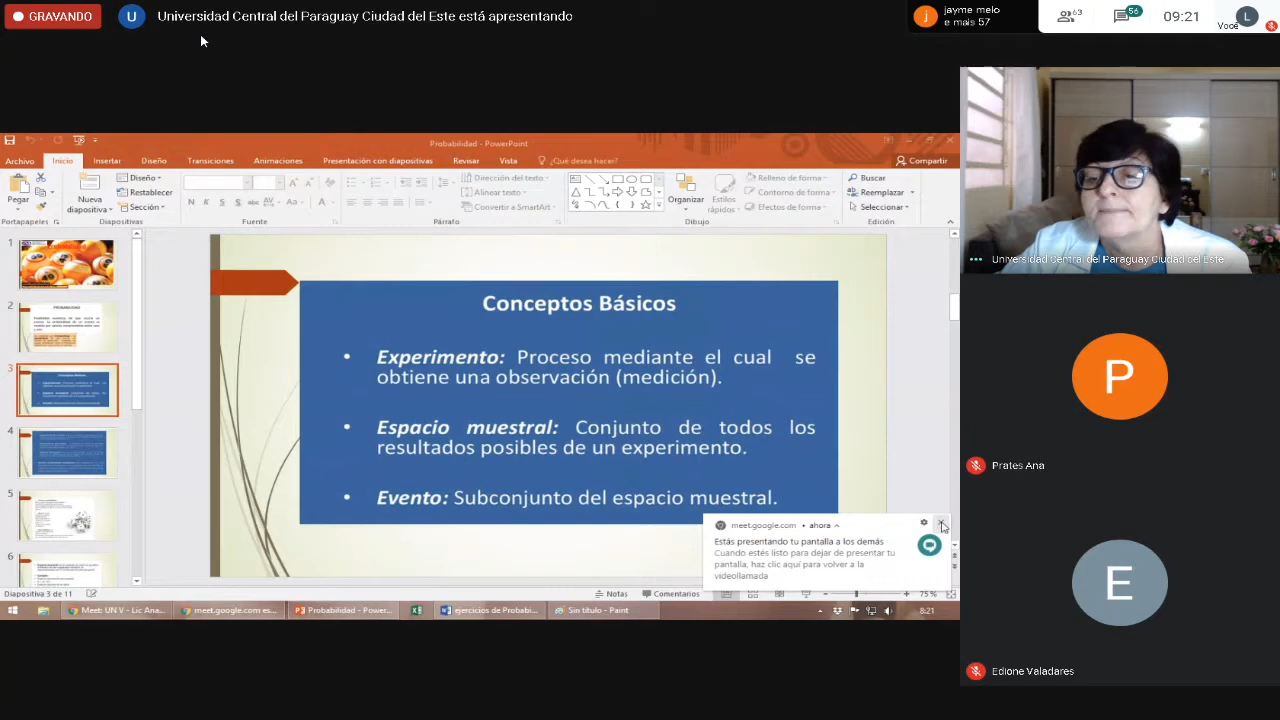 GRAVANDO
U
Universidad Central del Paraguay Ciudad del Este está apresentando
j
jayme melo
e mais 57
63
56
09:21
Você
L
Probabilidad - PowerPoint
Archivo Inicio Insertar Diseño Transiciones Animaciones Presentación con diapositivas Revisar Vista ¿Qué desea hacer? Compartir
Pegar
Nueva
diapositiva
Diseño
Restablecer
Sección
Dirección del texto
Alinear texto
Convertir a SmartArt
Organizar
Estilos
rápidos
Relleno de forma
Contorno de forma
Efectos de forma
Buscar
Reemplazar
Seleccionar
Portapapeles Diapositivas Fuente Párrafo Dibujo Edición
1
2
3
4
5
6
Conceptos Básicos
• Experimento: Proceso mediante el cual se
obtiene una observación (medición).
• Espacio muestral: Conjunto de todos los
resultados posibles de un experimento.
• Evento: Subconjunto del espacio muestral.
meet.google.com • ahora
Estás presentando tu pantalla a los demás
Cuando estés listo para dejar de presentar tu
pantalla, haz clic aquí para volver a la
videollamada
Diapositiva 3 de 11
Notas
Comentarios
75 %
Meet: UN V - Lic Ana...
meet.google.com es...
Probabilidad - Power...
ejercicios de Probabi...
Sin título - Paint
8:21
Universidad Central del Paraguay Ciudad del Este
P
Prates Ana
E
Edione Valadares